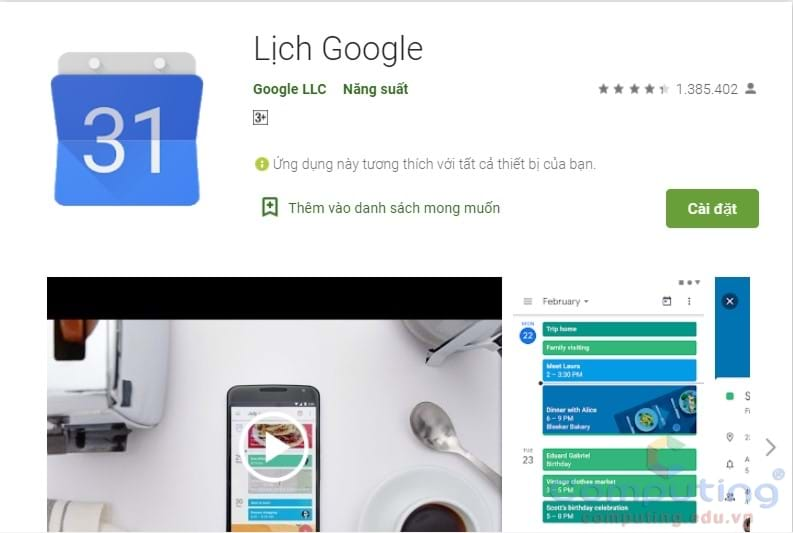 31
Lịch Google
Google LLC Năng suất
1.385.402
3+
Ứng dụng này tương thích với tất cả thiết bị của bạn.
Thêm vào danh sách mong muốn
Cài đặt
February
MON
22
Trip home
Family visiting
Meet Laura
2 – 3:30 PM
Dinner with Alice
6 – 9 PM
Bleeker Bakery
TUE
23
Eduard Gabriel
Birthday
Vintage clothes market
3 – 5 PM
Scott's birthday celebration
5 – 8 PM
Computing®
computing.edu.vn